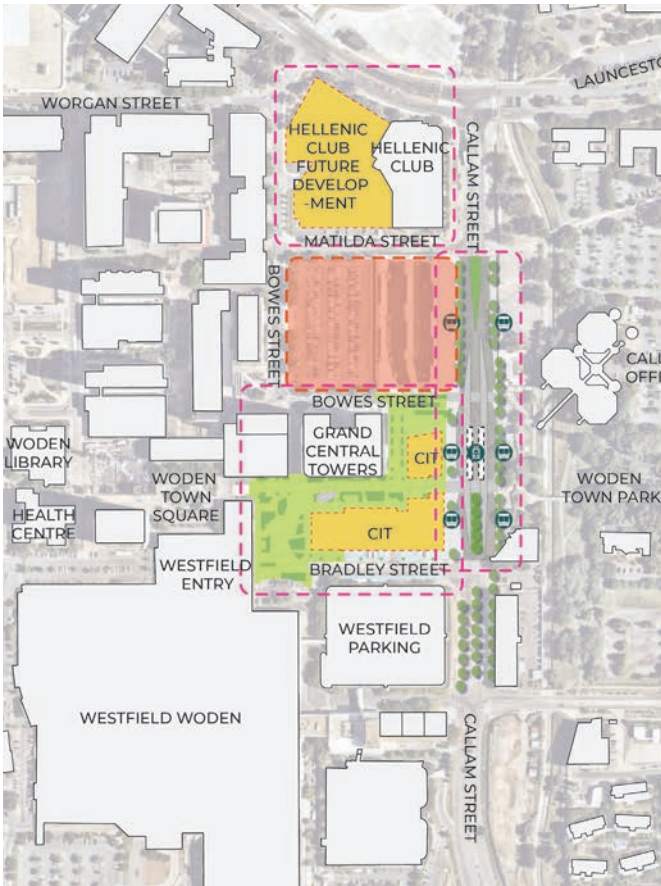 LAUNCESTO
WORGAN STREET
HELLENIC
CLUB
FUTURE
DEVELOP
-MENT
HELLENIC
CLUB
CALLAM STREET
MATILDA STREET
BOWES STREET
BOWES STREET
CALL
OFFI
GRAND
CENTRAL
TOWERS
CIT
WODEN
LIBRARY
WODEN
TOWN
SQUARE
WODEN
TOWN PARK
HEALTH
CENTRE
CIT
WESTFIELD
ENTRY
BRADLEY STREET
WESTFIELD
PARKING
WESTFIELD WODEN
CALLAM STREET